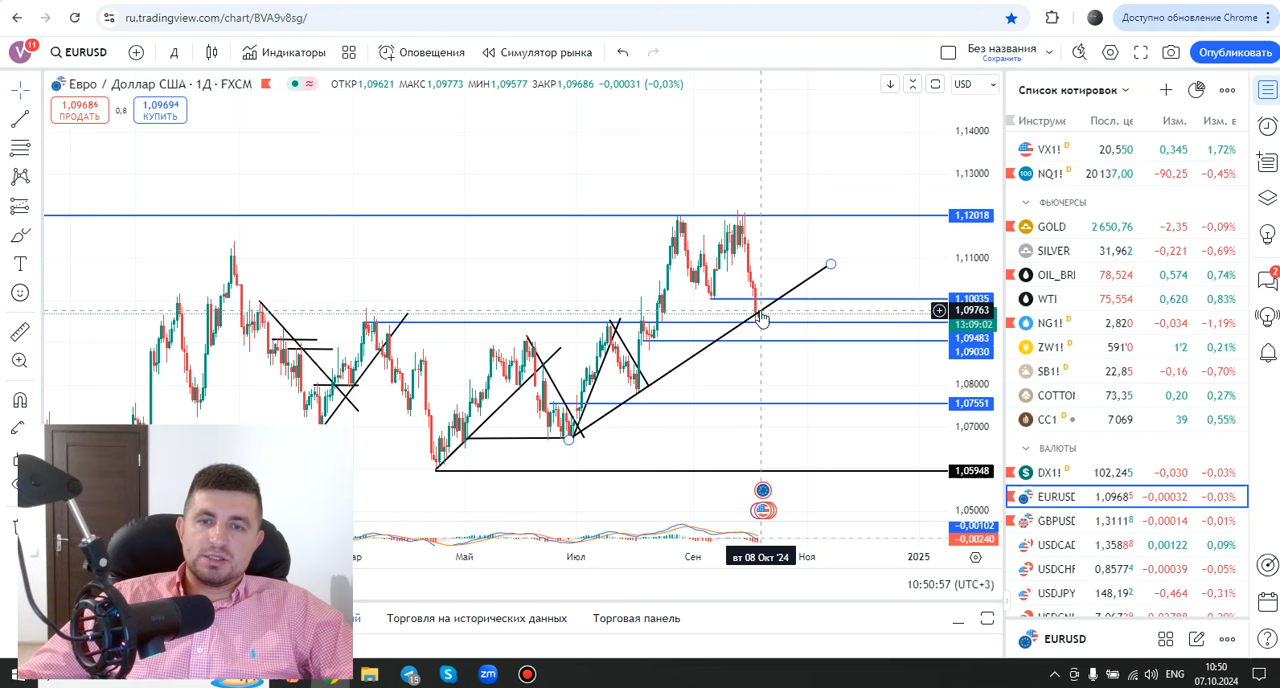 ru.tradingview.com/chart/BVA9v8sg/
Доступно обновление Chrome
V 11
EURUSD
Д
Индикаторы
Оповещения
Симулятор рынка
Без названия
Сохранить
Опубликовать
Евро / Доллар США · 1Д · FXCM
ОТКР1,09621 МАКС1,09773 МИН1,09577 ЗАКР1,09686 −0,00031 (−0,03%)
USD
1,09686
ПРОДАТЬ
0,8
1,09694
КУПИТЬ
1,14000
1,13000
1,12018
1,11000
1,10035
1,09763
13:09:02
1,09483
1,09030
1,08000
1,07551
1,07000
1,05948
1,05000
−0,00102
−0,00240
Май
Июл
Сен
вт 08 Окт '24
Ноя
2025
10:50:57 (UTC+3)
Торговля на исторических данных
Торговая панель
Список котировок
Инструме Посл. це Изм. Изм. в
VX1! D 20,550 0,345 1,72%
NQ1! D 20 137,00 −90,25 −0,45%
ФЬЮЧЕРСЫ
GOLD 2 650,76 −2,35 −0,09%
SILVER 31,962 −0,221 −0,69%
OIL_BRI 78,524 0,574 0,74%
WTI 75,554 0,620 0,83%
NG1! D 2,820 −0,034 −1,19%
ZW1! D 591'0 1'2 0,21%
SB1! D 22,85 −0,16 −0,70%
COTTO 73,35 0,20 0,27%
CC1 D 7 069 39 0,55%
ВАЛЮТЫ
DX1! D 102,245 −0,030 −0,03%
EURUSD 1,09685 −0,00032 −0,03%
GBPUSD 1,31118 −0,00014 −0,01%
USDCAD 1,35888 0,00122 0,09%
USDCHF 0,85774 −0,00039 −0,05%
USDJPY 148,192 −0,464 −0,31%
EURUSD
15
ENG
10:50
07.10.2024